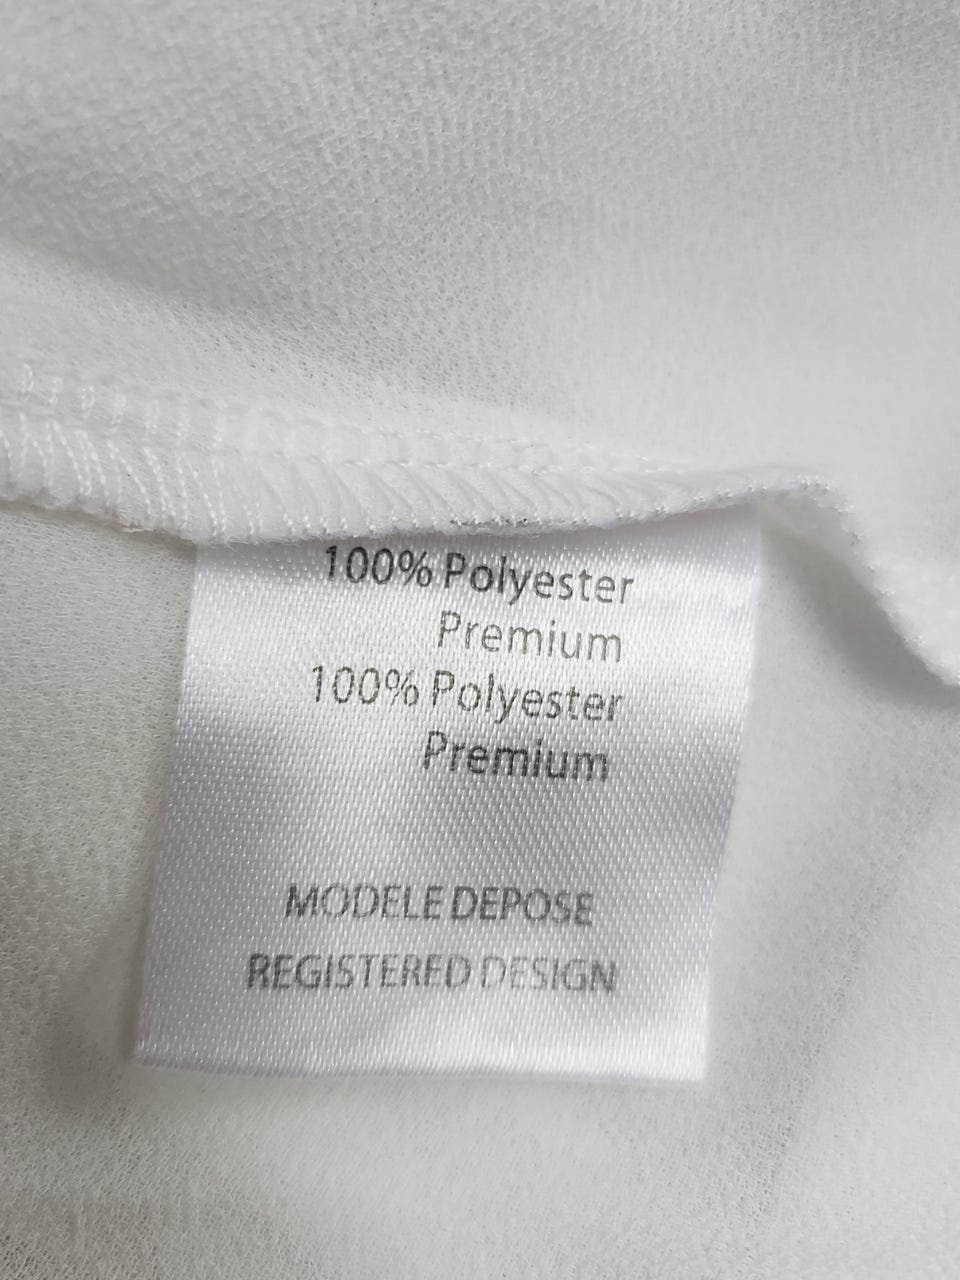 100% Polyester
Premium
100% Polyester
Premium
MODELE DEPOSE
REGISTERED DESIGN